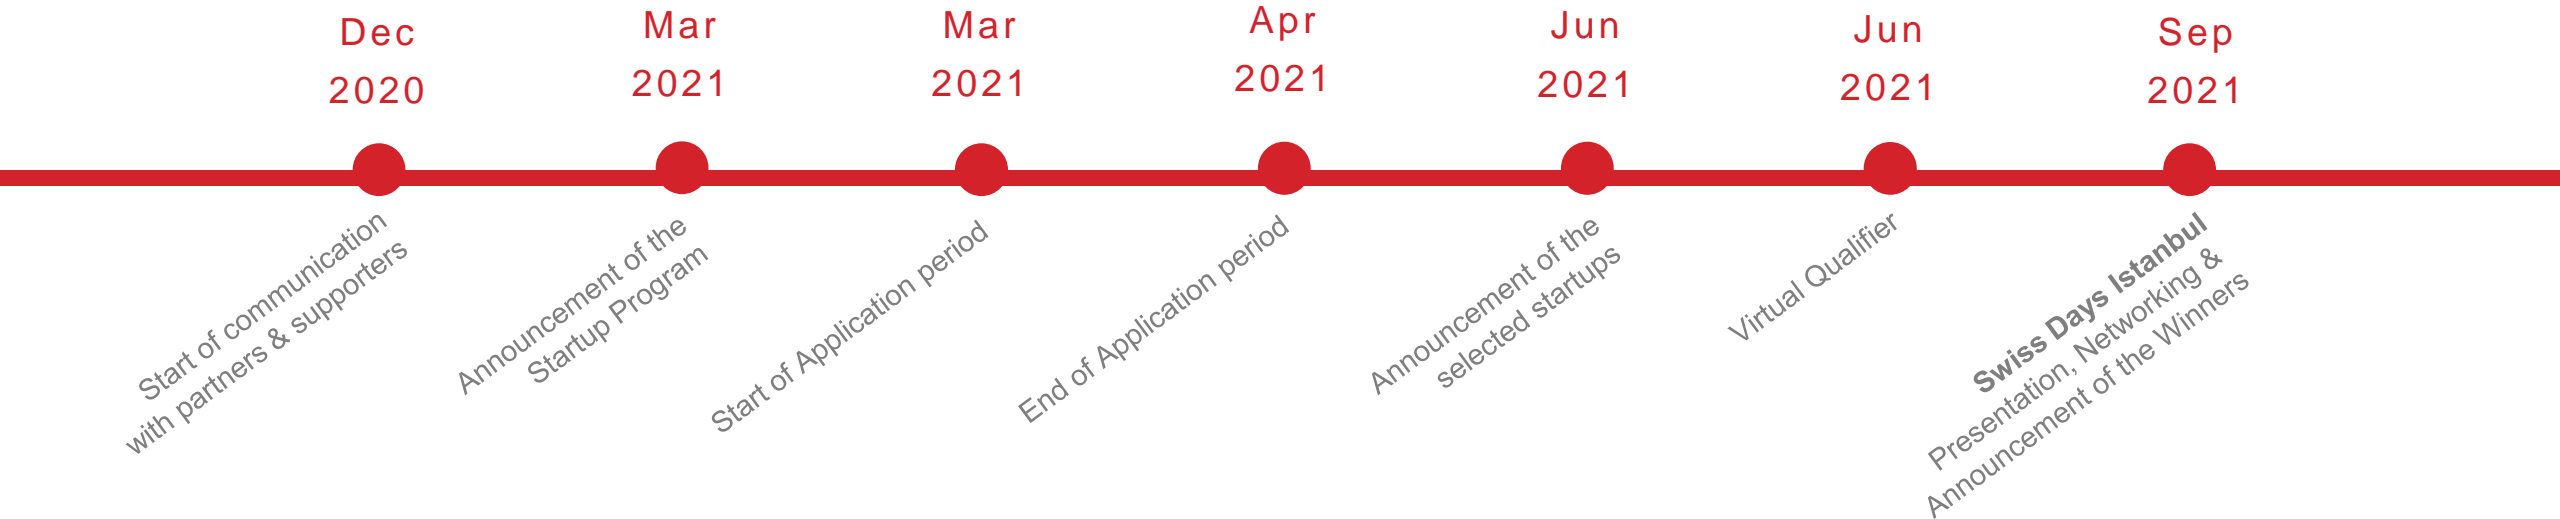 Dec
2020
Mar
2021
Mar
2021
Apr
2021
Jun
2021
Jun
2021
Sep
2021
Start of communication
with partners & supporters
Announcement of the
Startup Program
Start of Application period
End of Application period
Announcement of the
selected startups
Virtual Qualifier
Swiss Days Istanbul
Presentation, Networking &
Announcement of the Winners